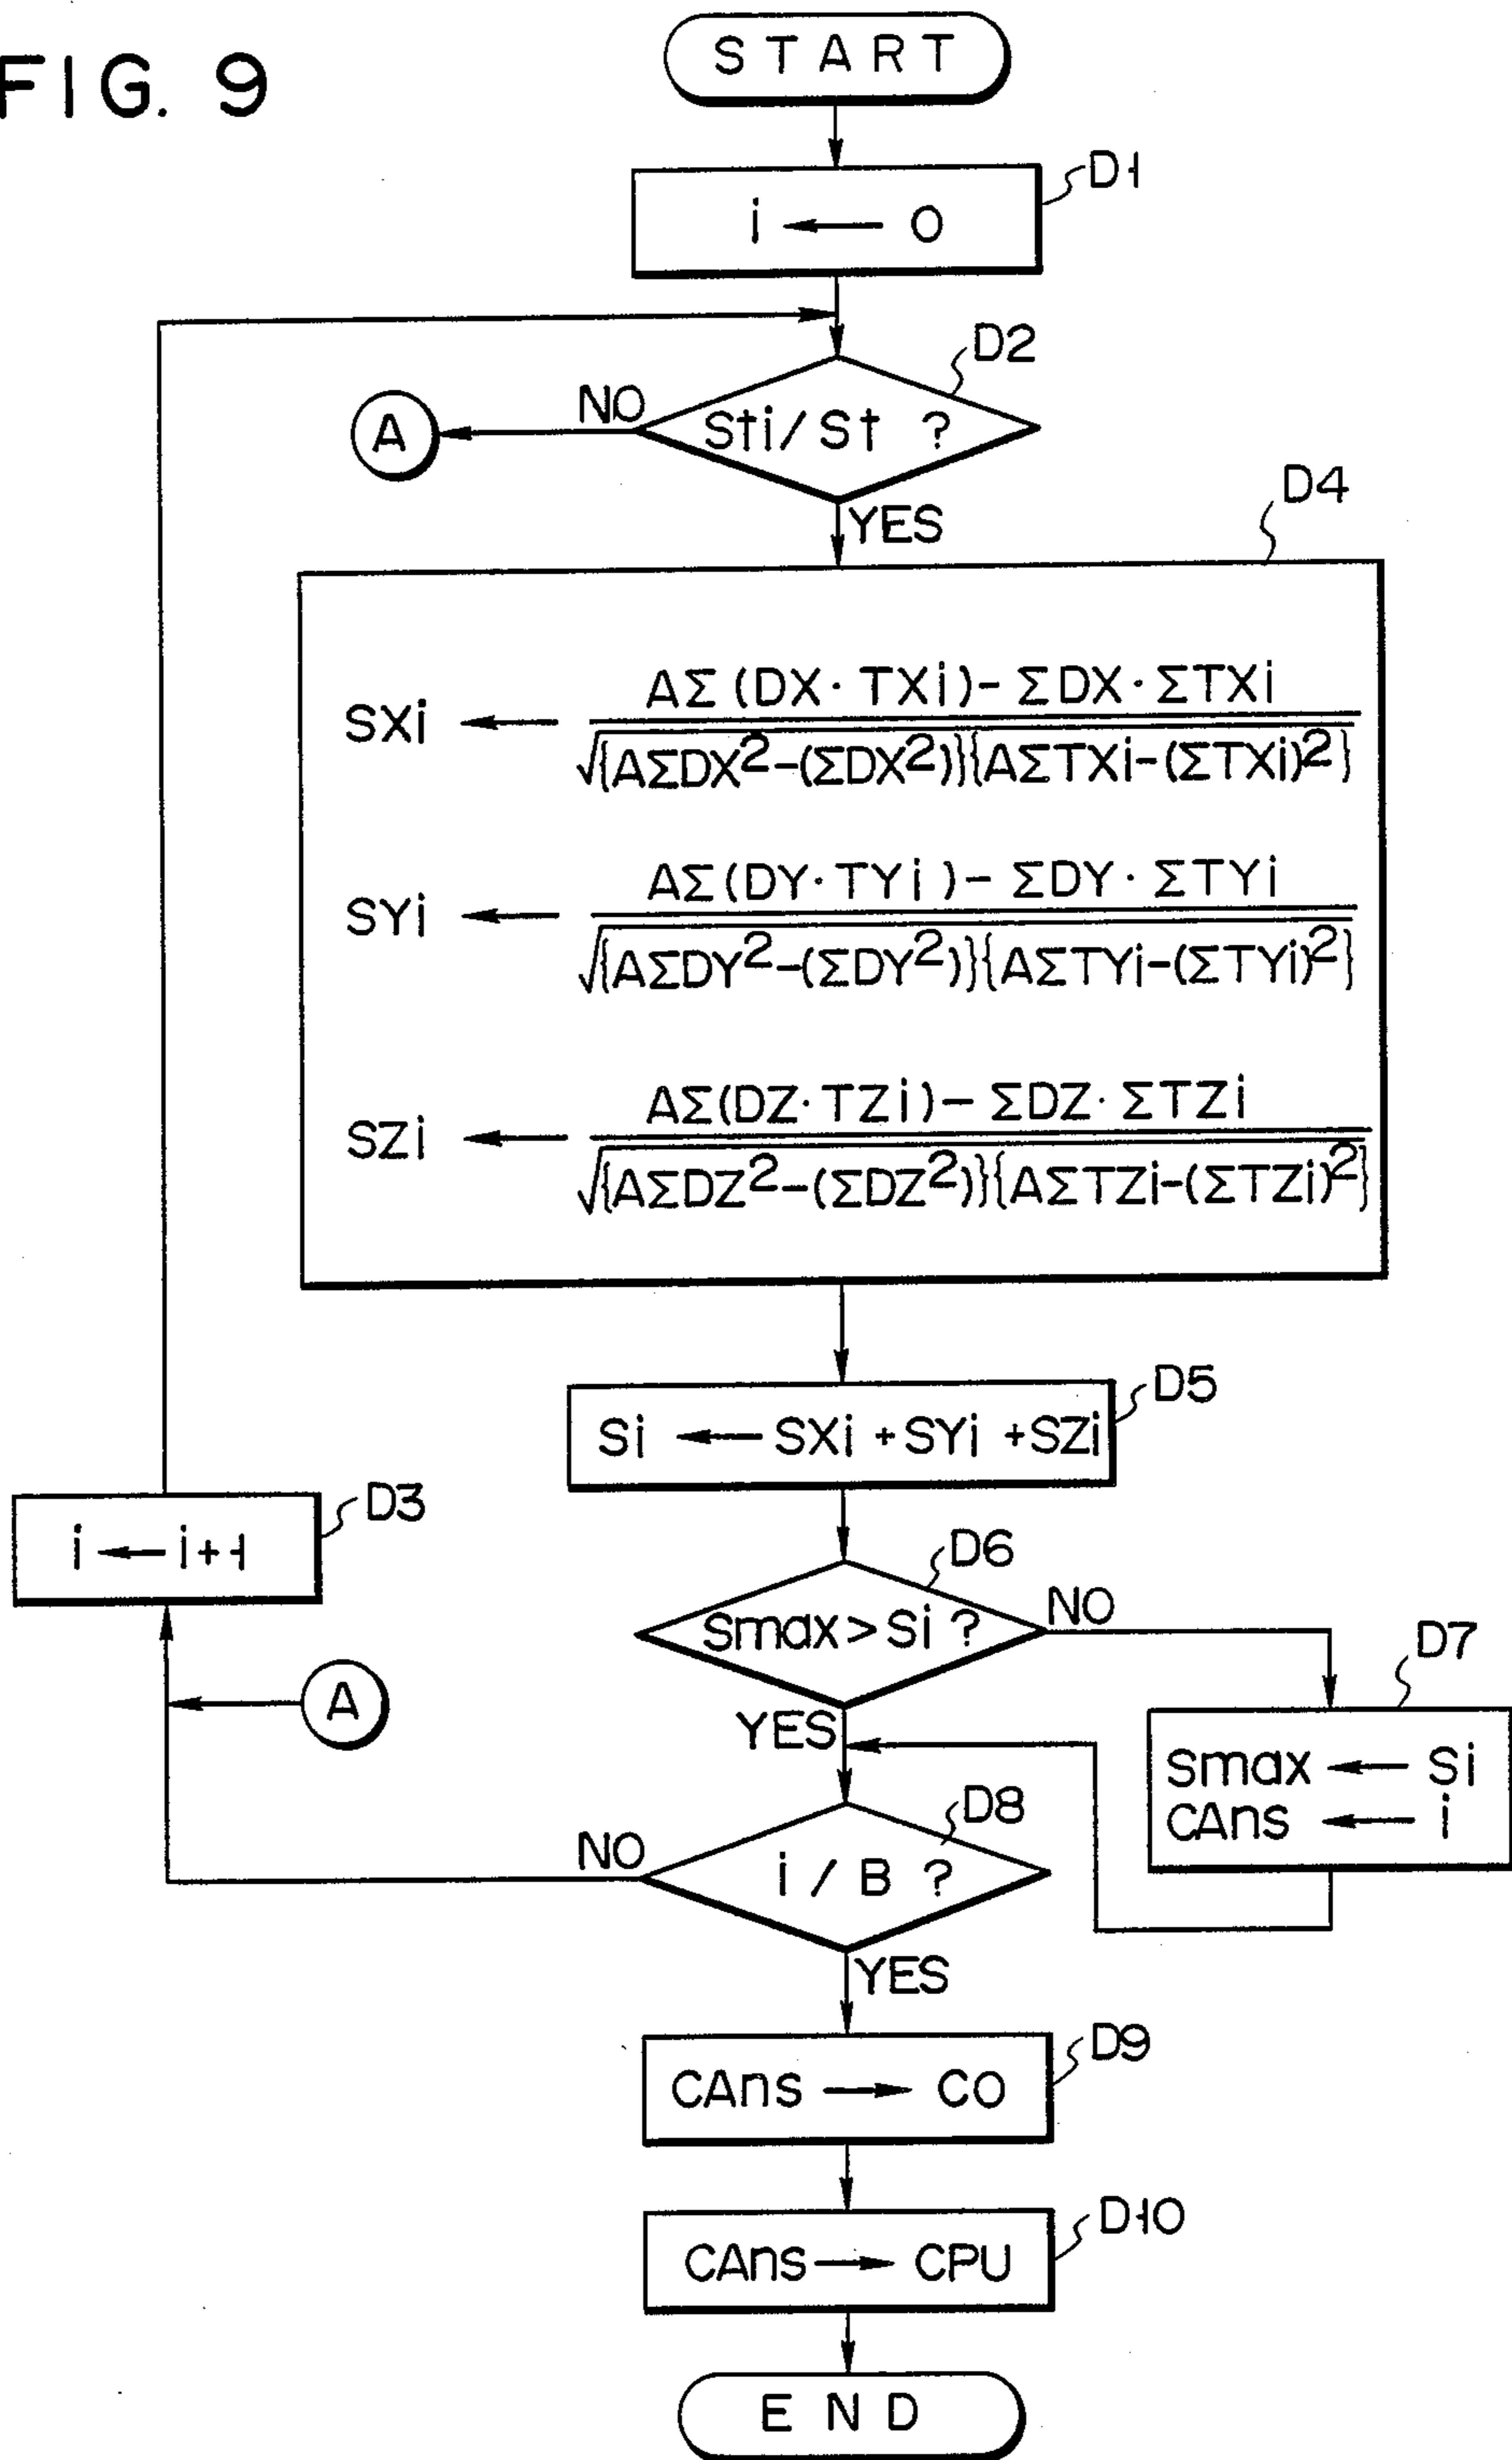 FIG. 9
START
D1
i ← 0
D2
NO
A
Sti/St ?
YES
D4
SXi ← AΣ(DX·TXi)-ΣDX·ΣTXi
√{AΣDX²-(ΣDX²)}{AΣTXi-(ΣTXi)²}
SYi ← AΣ(DY·TYi)-ΣDY·ΣTYi
√{AΣDY²-(ΣDY²)}{AΣTYi-(ΣTYi)²}
SZi ← AΣ(DZ·TZi)-ΣDZ·ΣTZi
√{AΣDZ²-(ΣDZ²)}{AΣTZi-(ΣTZi)²}
D5
Si ← SXi +SYi +SZi
D3
i ← i+1
D6
Smax > Si ?
NO
D7
A
YES
Smax ← Si
CAns ← i
D8
NO
i / B ?
YES
D9
CAns → CO
D10
CAns → CPU
END